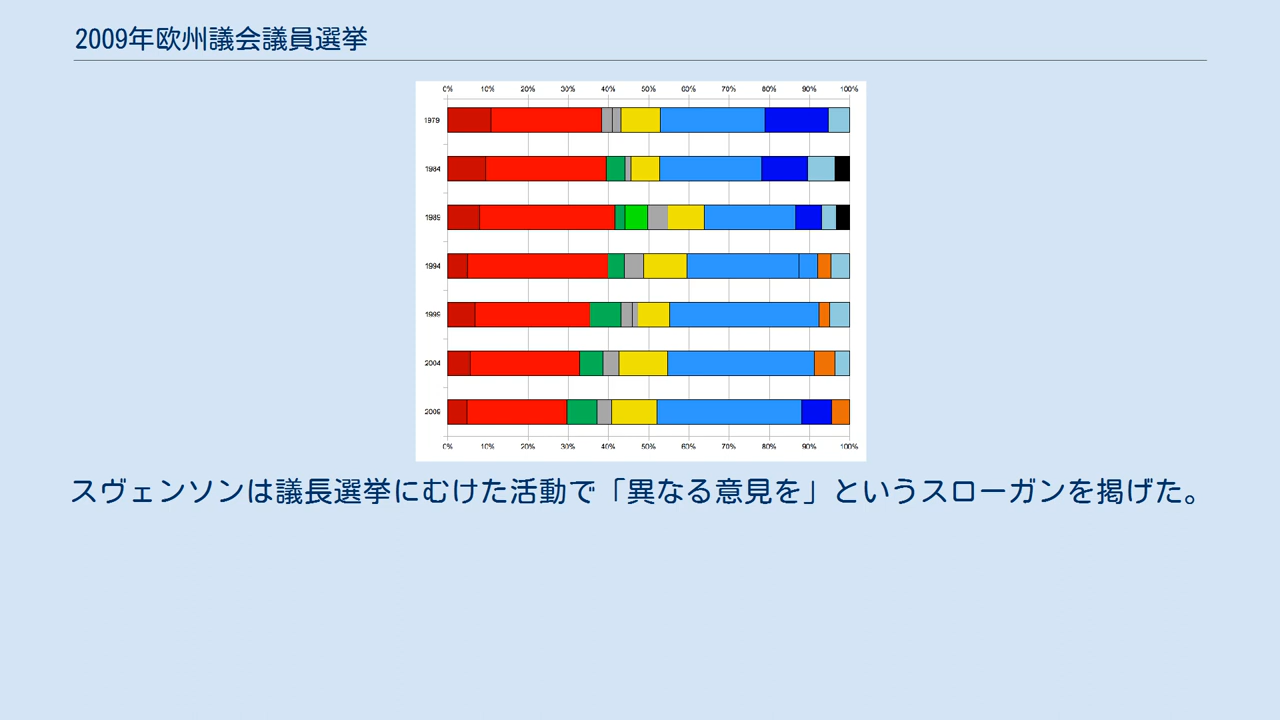 2009年欧州議会議員選挙
0% 10% 20% 30% 40% 50% 60% 70% 80% 90% 100%
1979
1984
1989
1994
1999
2004
2009
0% 10% 20% 30% 40% 50% 60% 70% 80% 90% 100%
スヴェンソンは議長選挙にむけた活動で「異なる意見を」というスローガンを掲げた。